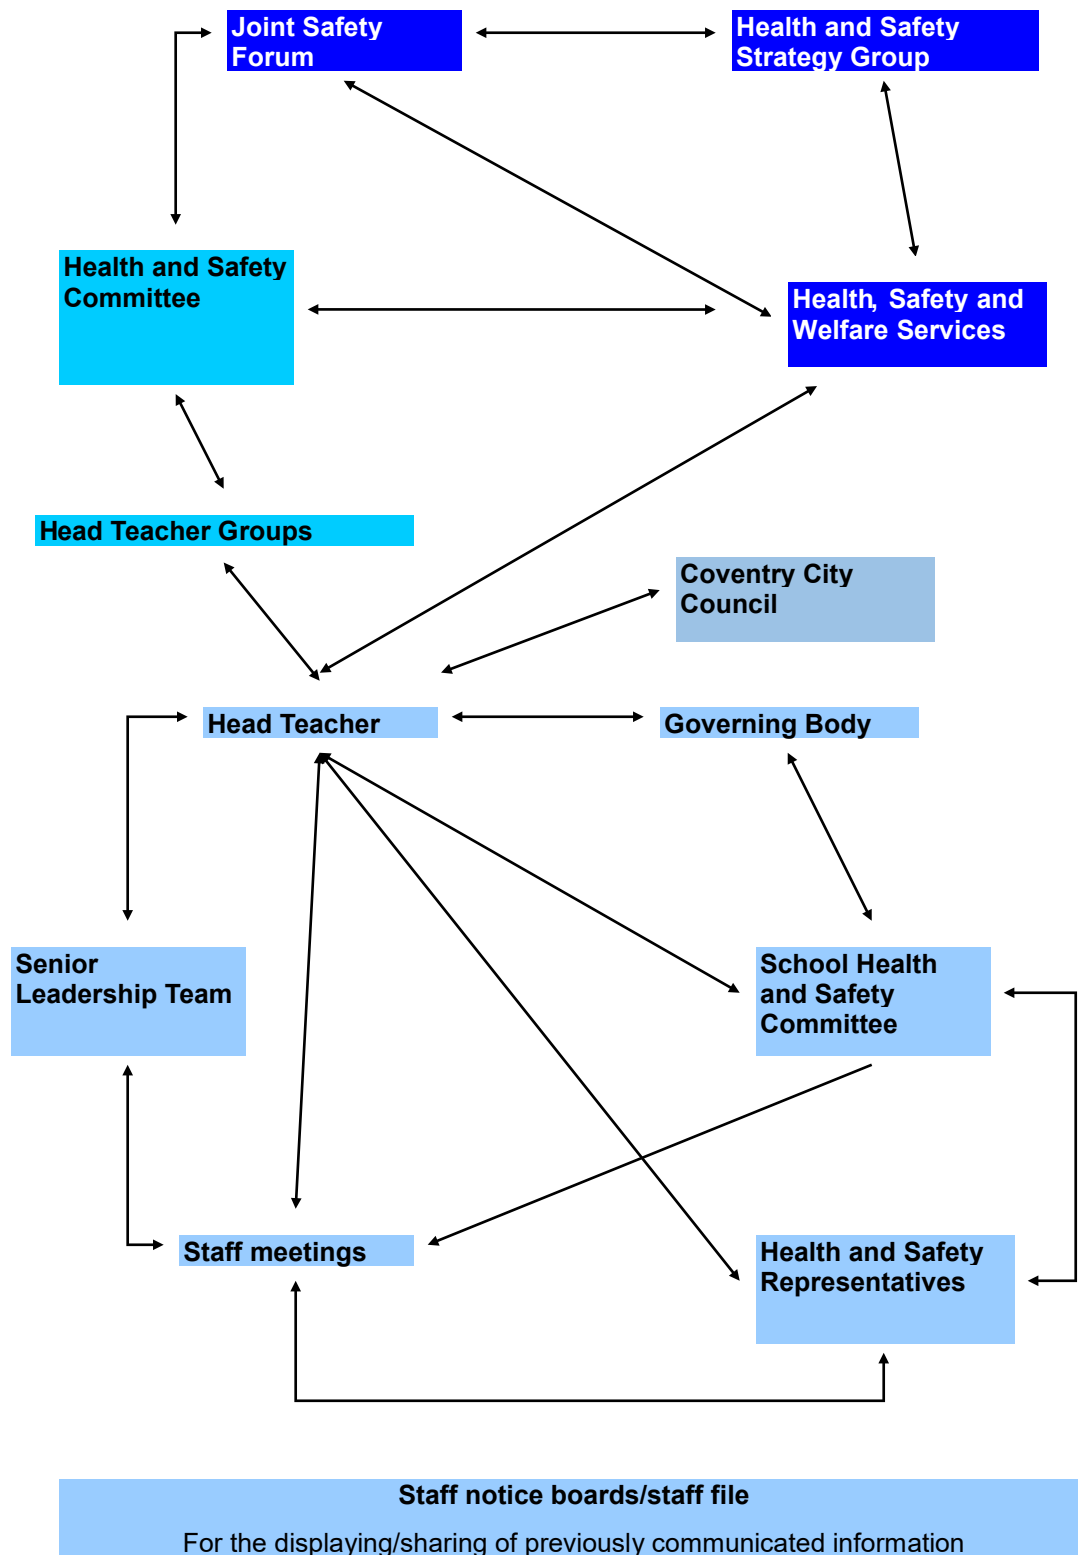 Joint Safety
Forum
Health and Safety
Strategy Group
Health and Safety
Committee
Health, Safety and
Welfare Services
Head Teacher Groups
Coventry City
Council
Head Teacher
Governing Body
Senior
Leadership Team
School Health
and Safety
Committee
Staff meetings
Health and Safety
Representatives
Staff notice boards/staff file
For the displaying/sharing of previously communicated information